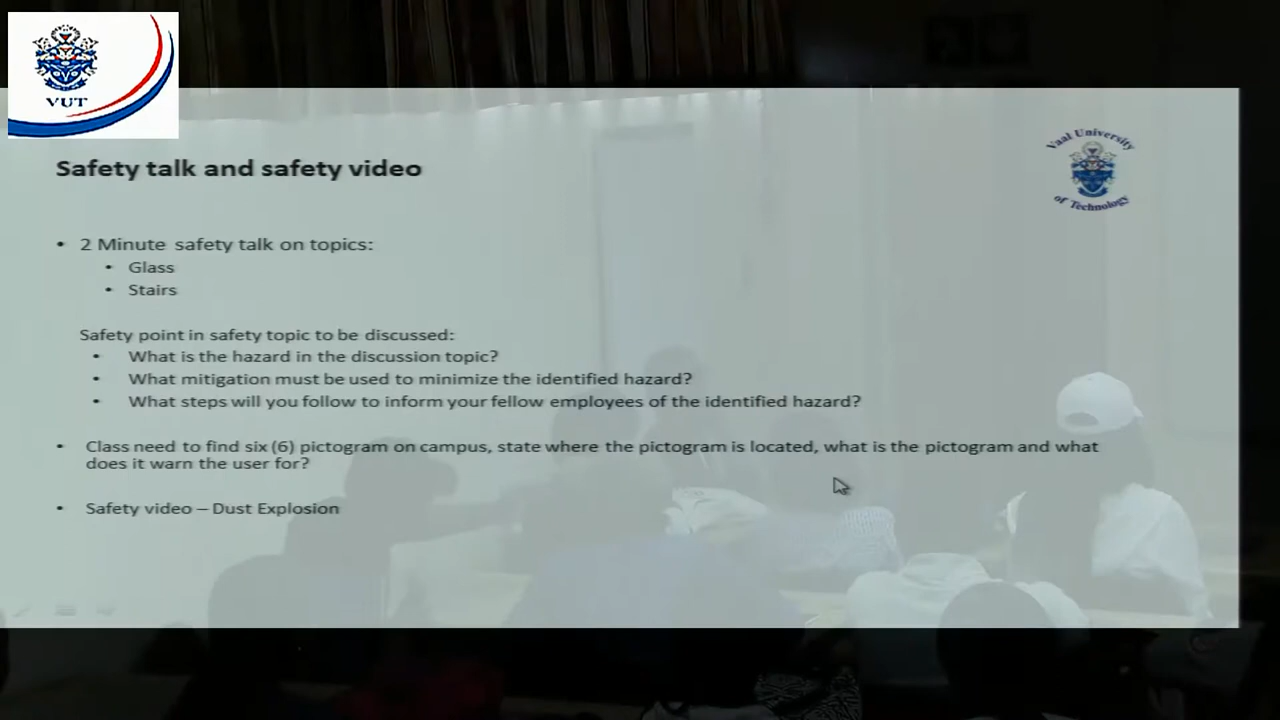 VUT
Vaal University
of Technology
Safety talk and safety video
• 2 Minute safety talk on topics:
• Glass
• Stairs
Safety point in safety topic to be discussed:
• What is the hazard in the discussion topic?
• What mitigation must be used to minimize the identified hazard?
• What steps will you follow to inform your fellow employees of the identified hazard?
• Class need to find six (6) pictogram on campus, state where the pictogram is located, what is the pictogram and what
does it warn the user for?
• Safety video – Dust Explosion